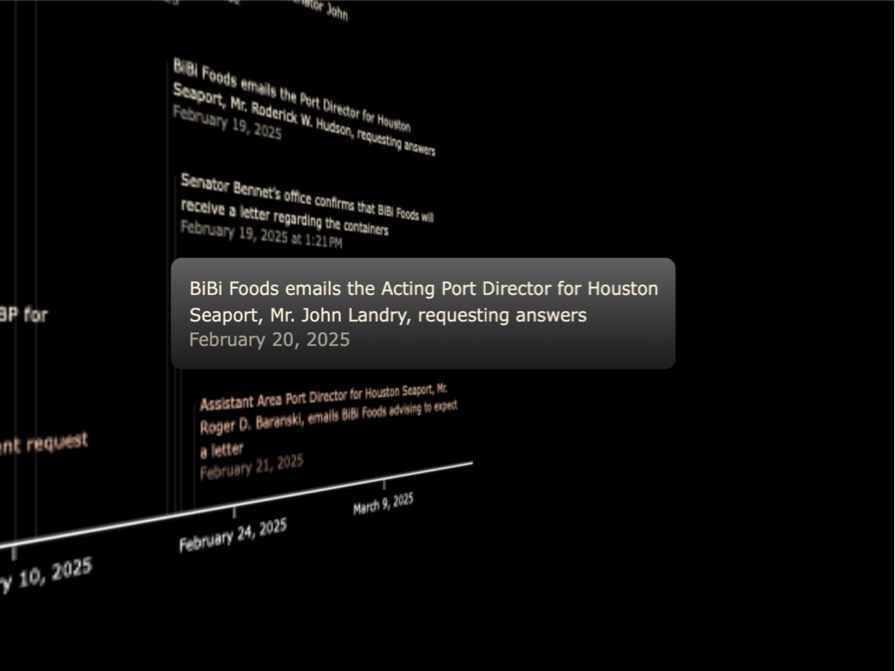 ator John
BiBi Foods emails the Port Director for Houston
Seaport, Mr. Roderick W. Hudson, requesting answers
February 19, 2025
Senator Bennet's office confirms that BiBi Foods will
receive a letter regarding the containers
February 19, 2025 at 1:21PM
BiBi Foods emails the Acting Port Director for Houston
Seaport, Mr. John Landry, requesting answers
February 20, 2025
BP for
Assistant Area Port Director for Houston Seaport, Mr.
Roger D. Baranski, emails BiBi Foods advising to expect
a letter
February 21, 2025
nt request
March 9, 2025
February 24, 2025
y 10, 2025